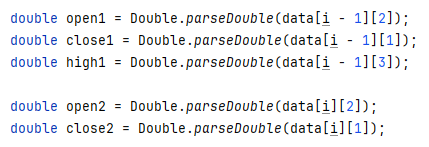 double open1 = Double.parseDouble(data[i - 1][2]);
double close1 = Double.parseDouble(data[i - 1][1]);
double high1 = Double.parseDouble(data[i - 1][3]);
double open2 = Double.parseDouble(data[i][2]);
double close2 = Double.parseDouble(data[i][1]);